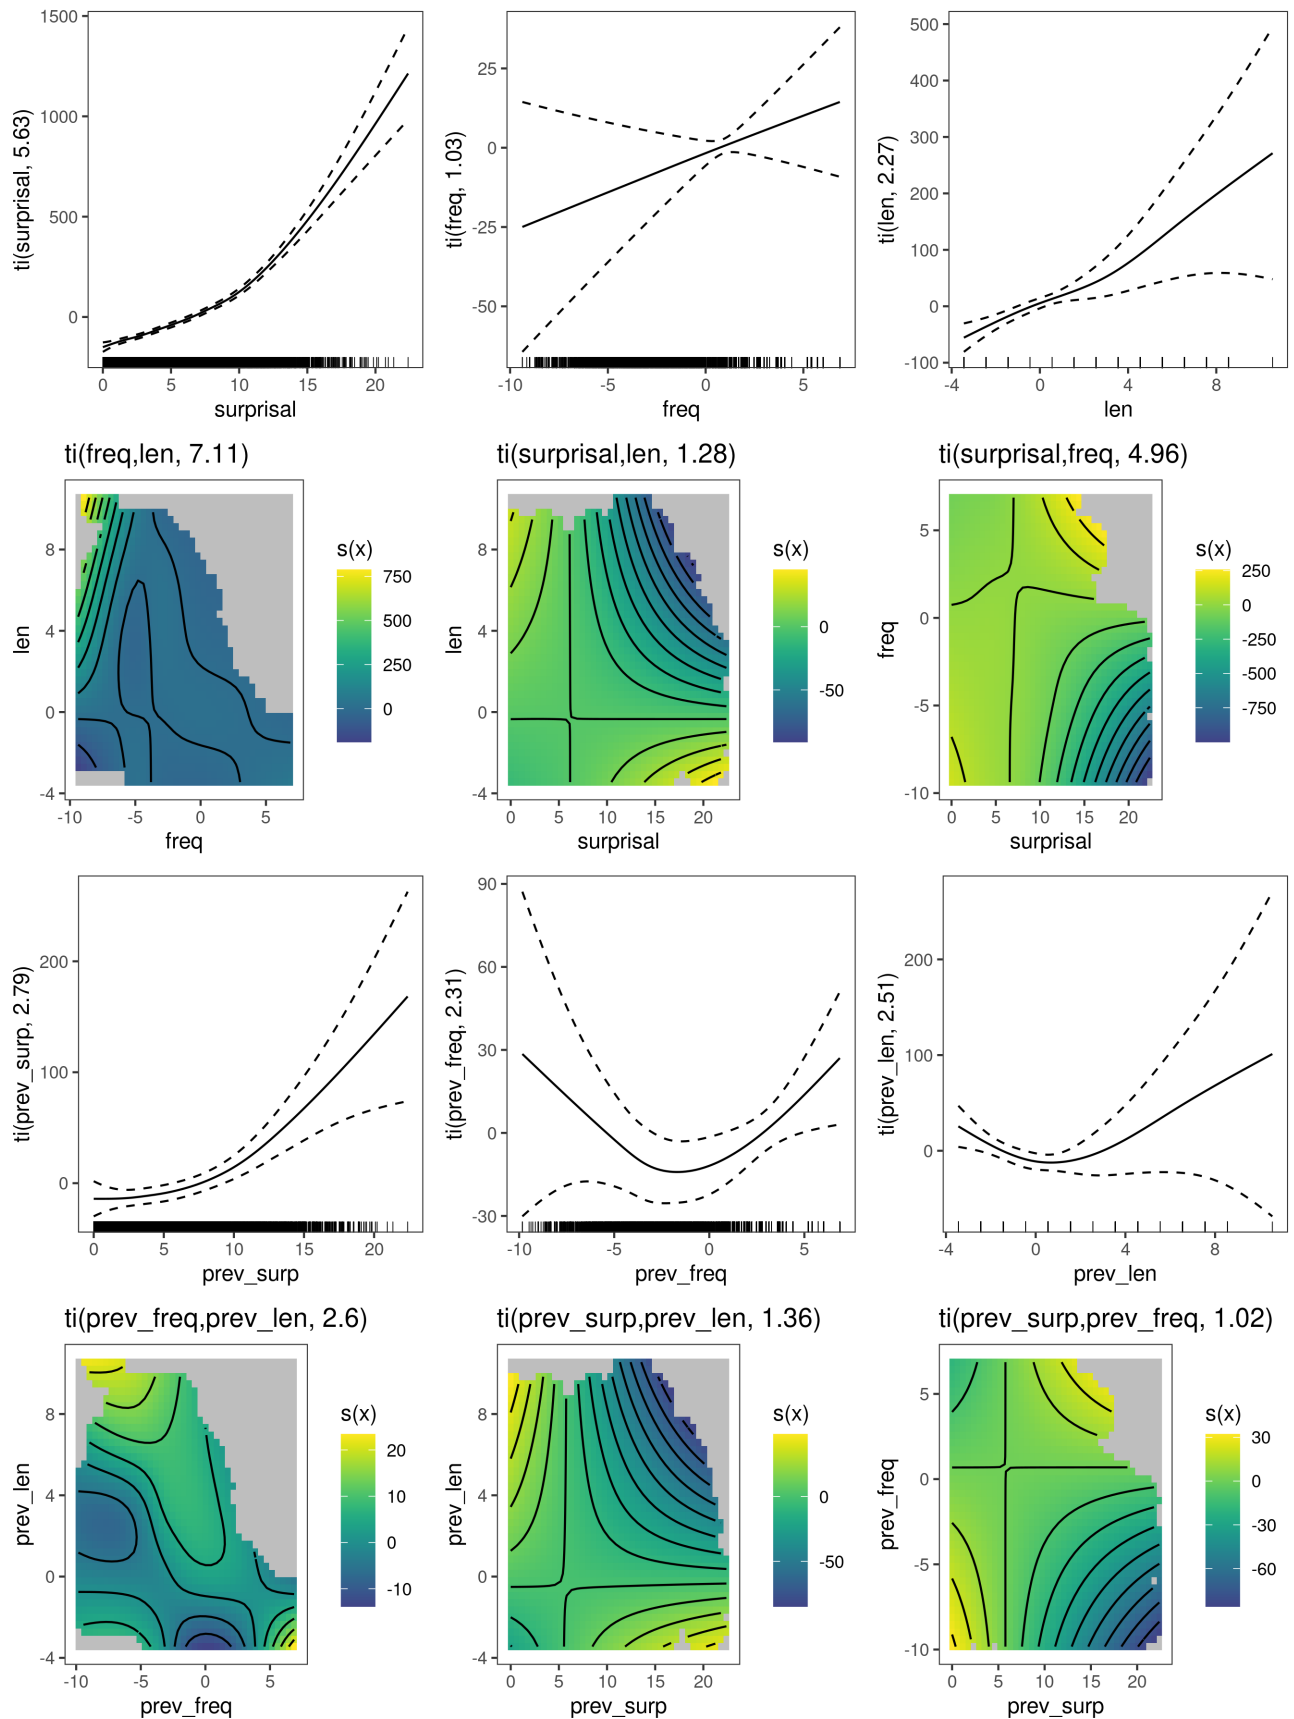 ti(surprisal, 5.63)
1500
1000
500
0
0 5 10 15 20
surprisal
ti(freq, 1.03)
25
0
-25
-50
-10 -5 0 5
freq
ti(len, 2.27)
500
400
300
200
100
0
-100
-4 0 4 8
len
ti(freq,len, 7.11)
len
8
4
0
-4
-10 -5 0 5
freq
s(x)
750
500
250
0
ti(surprisal,len, 1.28)
len
8
4
0
-4
0 5 10 15 20
surprisal
s(x)
0
-50
ti(surprisal,freq, 4.96)
freq
5
0
-5
-10
0 5 10 15 20
surprisal
s(x)
250
0
-250
-500
-750
ti(prev_surp, 2.79)
200
100
0
0 5 10 15 20
prev_surp
ti(prev_freq, 2.31)
90
60
30
0
-30
-10 -5 0 5
prev_freq
ti(prev_len, 2.51)
200
100
0
-4 0 4 8
prev_len
ti(prev_freq,prev_len, 2.6)
prev_len
8
4
0
-4
-10 -5 0 5
prev_freq
s(x)
20
10
0
-10
ti(prev_surp,prev_len, 1.36)
prev_len
8
4
0
-4
0 5 10 15 20
prev_surp
s(x)
0
-50
ti(prev_surp,prev_freq, 1.02)
prev_freq
5
0
-5
-10
0 5 10 15 20
prev_surp
s(x)
30
0
-30
-60